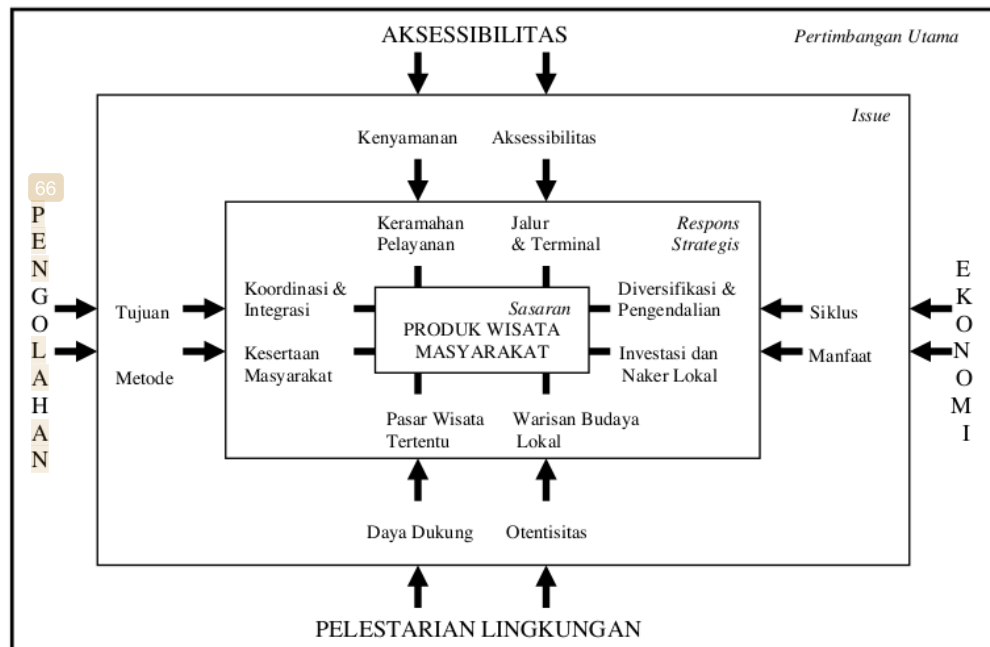 AKSESSIBILITAS
Pertimbangan Utama
Issue
Kenyamanan
Aksessibilitas
66
PENGOLAHAN
Keramahan
Pelayanan
Jalur
& Terminal
Respons
Strategis
Tujuan
Metode
Koordinasi &
Integrasi
Kesertaan
Masyarakat
Sasaran
PRODUK WISATA
MASYARAKAT
Diversifikasi &
Pengendalian
Investasi dan
Naker Lokal
Siklus
Manfaat
EKONOMI
Pasar Wisata
Tertentu
Warisan Budaya
Lokal
Daya Dukung
Otentisitas
PELESTARIAN LINGKUNGAN